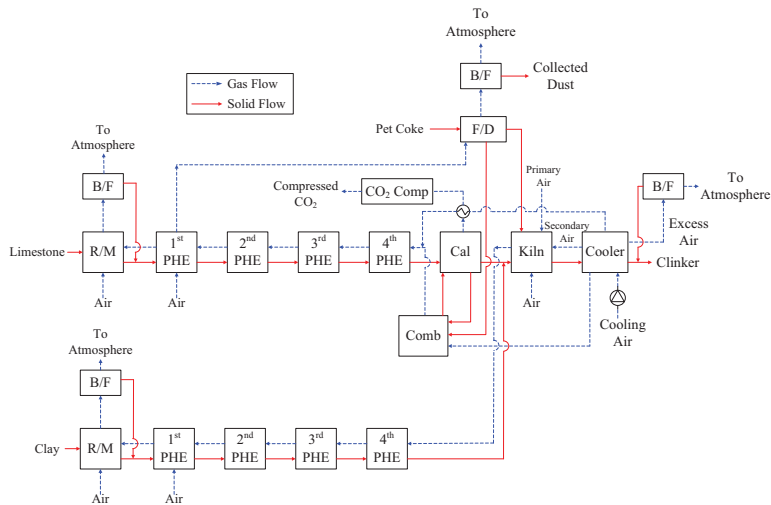 To
Atmosphere
B/F
Collected
Dust
Gas Flow
Solid Flow
Pet Coke
F/D
To
Atmosphere
B/F
Compressed
CO₂
CO₂ Comp
Primary
Air
B/F
To
Atmosphere
Limestone
R/M
1st
PHE
2nd
PHE
3rd
PHE
4th
PHE
Cal
Kiln
Secondary
Air
Cooler
Excess
Air
Clinker
Air
Air
Air
Cooling
Air
Comb
To
Atmosphere
B/F
Clay
R/M
1st
PHE
2nd
PHE
3rd
PHE
4th
PHE
Air
Air